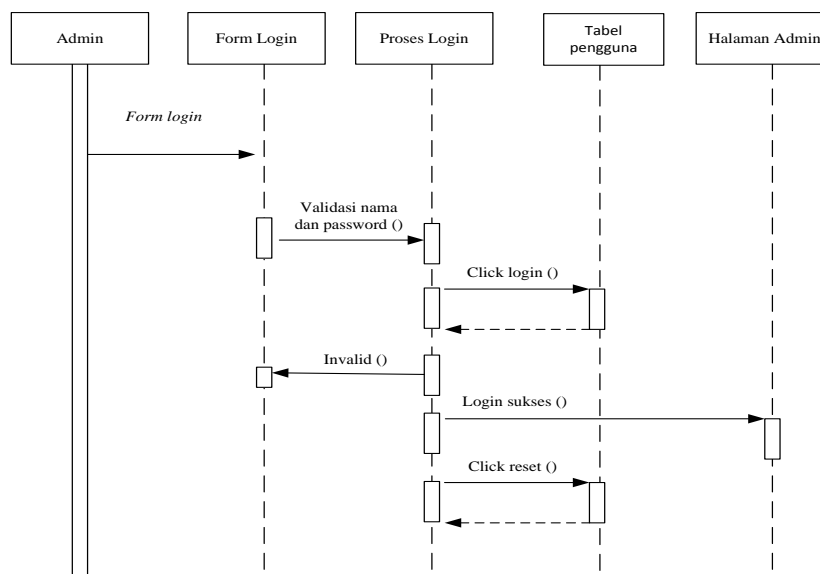 Admin
Form Login
Proses Login
Tabel
pengguna
Halaman Admin
Form login
Validasi nama
dan password ()
Click login ()
Invalid ()
Login sukses ()
Click reset ()